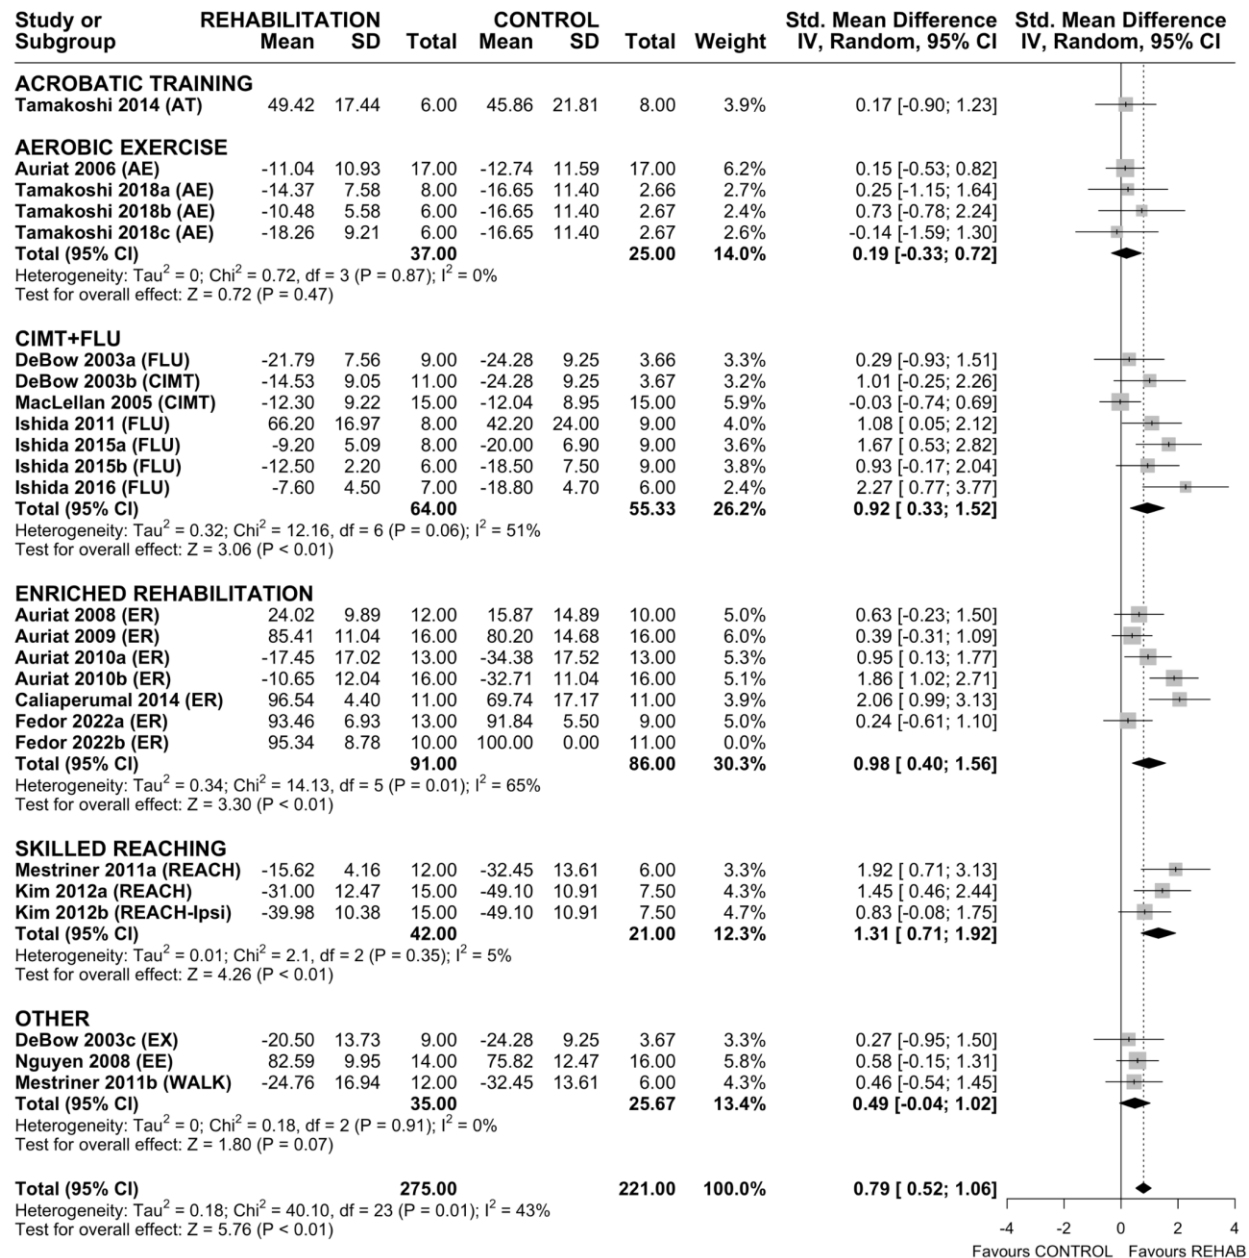 Study or REHABILITATION CONTROL Std. Mean Difference Std. Mean Difference
Subgroup Mean SD Total Mean SD Total Weight IV, Random, 95% CI IV, Random, 95% CI
ACROBATIC TRAINING
Tamakoshi 2014 (AT) 49.42 17.44 6.00 45.86 21.81 8.00 3.9% 0.17 [-0.90; 1.23]
AEROBIC EXERCISE
Auriat 2006 (AE) -11.04 10.93 17.00 -12.74 11.59 17.00 6.2% 0.15 [-0.53; 0.82]
Tamakoshi 2018a (AE) -14.37 7.58 8.00 -16.65 11.40 2.66 2.7% 0.25 [-1.15; 1.64]
Tamakoshi 2018b (AE) -10.48 5.58 6.00 -16.65 11.40 2.67 2.4% 0.73 [-0.78; 2.24]
Tamakoshi 2018c (AE) -18.26 9.21 6.00 -16.65 11.40 2.67 2.6% -0.14 [-1.59; 1.30]
Total (95% CI) 37.00 25.00 14.0% 0.19 [-0.33; 0.72]
Heterogeneity: Tau² = 0; Chi² = 0.72, df = 3 (P = 0.87); I² = 0%
Test for overall effect: Z = 0.72 (P = 0.47)
CIMT+FLU
DeBow 2003a (FLU) -21.79 7.56 9.00 -24.28 9.25 3.66 3.3% 0.29 [-0.93; 1.51]
DeBow 2003b (CIMT) -14.53 9.05 11.00 -24.28 9.25 3.67 3.2% 1.01 [-0.25; 2.26]
MacLellan 2005 (CIMT) -12.30 9.22 15.00 -12.04 8.95 15.00 5.9% -0.03 [-0.74; 0.69]
Ishida 2011 (FLU) 66.20 16.97 8.00 42.20 24.00 9.00 4.0% 1.08 [ 0.05; 2.12]
Ishida 2015a (FLU) -9.20 5.09 8.00 -20.00 6.90 9.00 3.6% 1.67 [ 0.53; 2.82]
Ishida 2015b (FLU) -12.50 2.20 6.00 -18.50 7.50 9.00 3.8% 0.93 [-0.17; 2.04]
Ishida 2016 (FLU) -7.60 4.50 7.00 -18.80 4.70 6.00 2.4% 2.27 [ 0.77; 3.77]
Total (95% CI) 64.00 55.33 26.2% 0.92 [ 0.33; 1.52]
Heterogeneity: Tau² = 0.32; Chi² = 12.16, df = 6 (P = 0.06); I² = 51%
Test for overall effect: Z = 3.06 (P < 0.01)
ENRICHED REHABILITATION
Auriat 2008 (ER) 24.02 9.89 12.00 15.87 14.89 10.00 5.0% 0.63 [-0.23; 1.50]
Auriat 2009 (ER) 85.41 11.04 16.00 80.20 14.68 16.00 6.0% 0.39 [-0.31; 1.09]
Auriat 2010a (ER) -17.45 17.02 13.00 -34.38 17.52 13.00 5.3% 0.95 [ 0.13; 1.77]
Auriat 2010b (ER) -10.65 12.04 16.00 -32.71 11.04 16.00 5.1% 1.86 [ 1.02; 2.71]
Caliaperumal 2014 (ER) 96.54 4.40 11.00 69.74 17.17 11.00 3.9% 2.06 [ 0.99; 3.13]
Fedor 2022a (ER) 93.46 6.93 13.00 91.84 5.50 9.00 5.0% 0.24 [-0.61; 1.10]
Fedor 2022b (ER) 95.34 8.78 10.00 100.00 0.00 11.00 0.0%
Total (95% CI) 91.00 86.00 30.3% 0.98 [ 0.40; 1.56]
Heterogeneity: Tau² = 0.34; Chi² = 14.13, df = 5 (P = 0.01); I² = 65%
Test for overall effect: Z = 3.30 (P < 0.01)
SKILLED REACHING
Mestriner 2011a (REACH) -15.62 4.16 12.00 -32.45 13.61 6.00 3.3% 1.92 [ 0.71; 3.13]
Kim 2012a (REACH) -31.00 12.47 15.00 -49.10 10.91 7.50 4.3% 1.45 [ 0.46; 2.44]
Kim 2012b (REACH-Ipsi) -39.98 10.38 15.00 -49.10 10.91 7.50 4.7% 0.83 [-0.08; 1.75]
Total (95% CI) 42.00 21.00 12.3% 1.31 [ 0.71; 1.92]
Heterogeneity: Tau² = 0.01; Chi² = 2.1, df = 2 (P = 0.35); I² = 5%
Test for overall effect: Z = 4.26 (P < 0.01)
OTHER
DeBow 2003c (EX) -20.50 13.73 9.00 -24.28 9.25 3.67 3.3% 0.27 [-0.95; 1.50]
Nguyen 2008 (EE) 82.59 9.95 14.00 75.82 12.47 16.00 5.8% 0.58 [-0.15; 1.31]
Mestriner 2011b (WALK) -24.76 16.94 12.00 -32.45 13.61 6.00 4.3% 0.46 [-0.54; 1.45]
Total (95% CI) 35.00 25.67 13.4% 0.49 [-0.04; 1.02]
Heterogeneity: Tau² = 0; Chi² = 0.18, df = 2 (P = 0.91); I² = 0%
Test for overall effect: Z = 1.80 (P = 0.07)
Total (95% CI) 275.00 221.00 100.0% 0.79 [ 0.52; 1.06]
Heterogeneity: Tau² = 0.18; Chi² = 40.10, df = 23 (P = 0.01); I² = 43%
Test for overall effect: Z = 5.76 (P < 0.01)
-4 -2 0 2 4
Favours CONTROL Favours REHAB